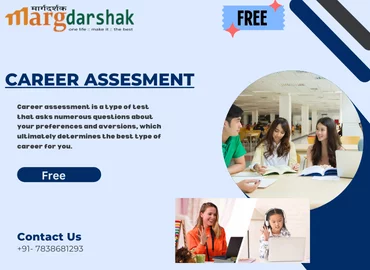 मार्गदर्शक
margdarshak
one life :: make it :: the best
FREE
CAREER ASSESMENT
Career assessment is a type of test
that asks numerous questions about
your preferences and aversions, which
ultimately determines the best type of
career for you.
Free
Contact Us
+91- 7838681293